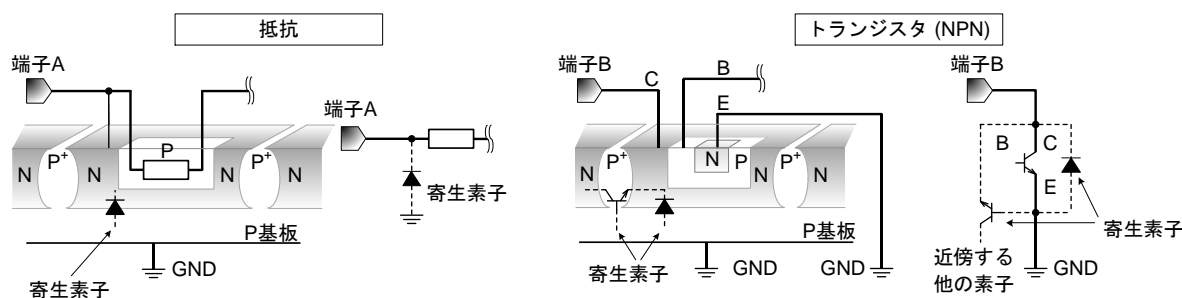 抵抗
端子A
端子A
P
N
P+
N
N
P+
N
寄生素子
P基板
GND
寄生素子
トランジスタ (NPN)
端子B
C
B
E
N
P+
N
N
P
N
P+
N
P基板
寄生素子
GND
GND
端子B
B
C
E
寄生素子
近傍する
他の素子
GND